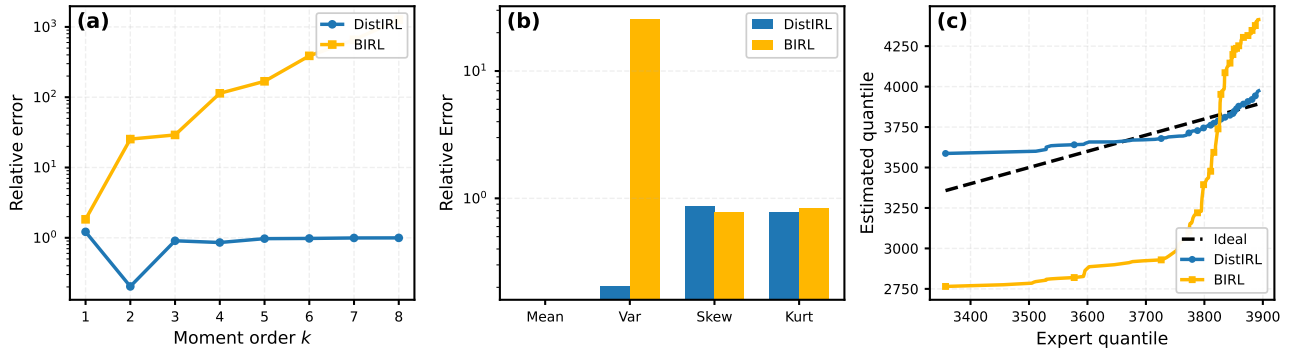 (a)
DistIRL
BIRL
Relative error
10³
10²
10¹
10⁰
1 2 3 4 5 6 7 8
Moment order k
(b)
DistIRL
BIRL
Relative Error
10¹
10⁰
Mean Var Skew Kurt
(c)
Estimated quantile
4250
4000
3750
3500
3250
3000
2750
Ideal
DistIRL
BIRL
3400 3500 3600 3700 3800 3900
Expert quantile